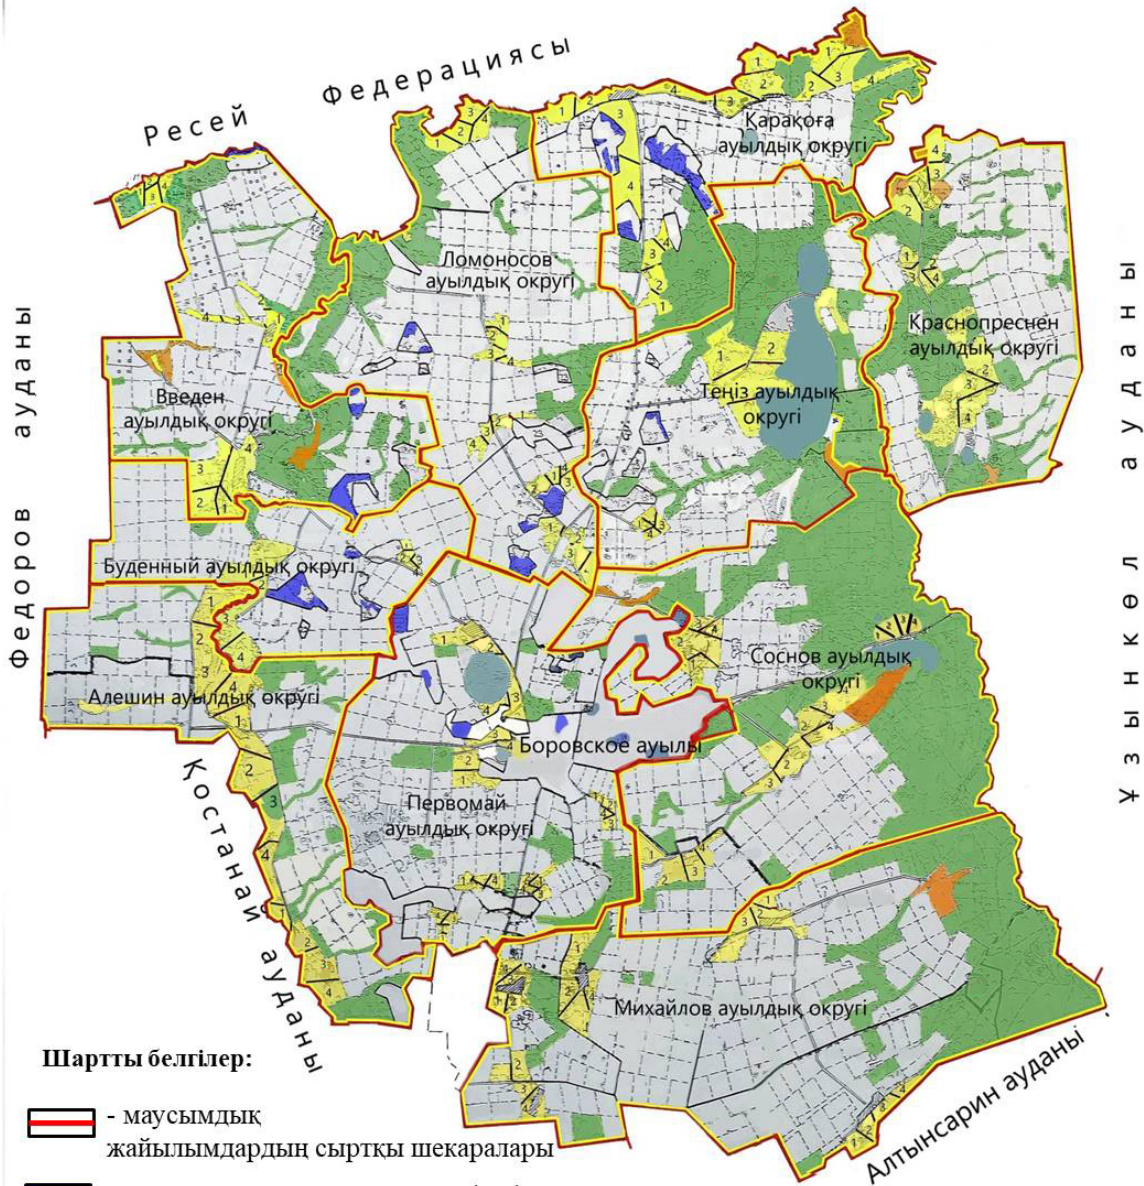 Ресей Федерациясы
Қарақоға
ауылдық округі
Ломоносов
ауылдық округі
Краснопреснен
ауылдық округі
Теңіз ауылдық
округі
Введен
ауылдық округі
Федоров ауданы
Ұзынкөл ауданы
Буденный ауылдық округі
Соснов ауылдық
округі
Алешин ауылдық округі
Боровское ауылы
Первомай
ауылдық округі
Қостанай ауданы
Михайлов ауылдық округі
Алтынсарин ауданы
Шартты белгілер:
- маусымдық
жайылымдардың сыртқы шекаралары